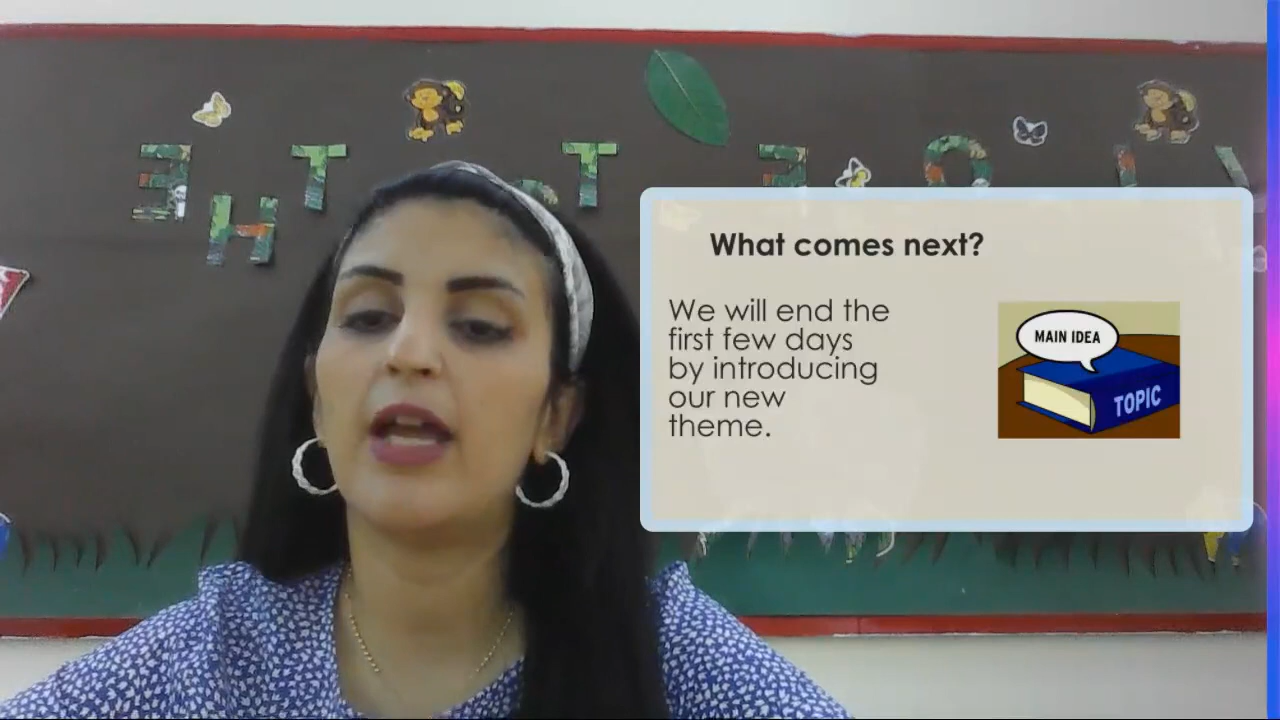 What comes next?
We will end the
first few days
by introducing
our new
theme.
MAIN IDEA
TOPIC